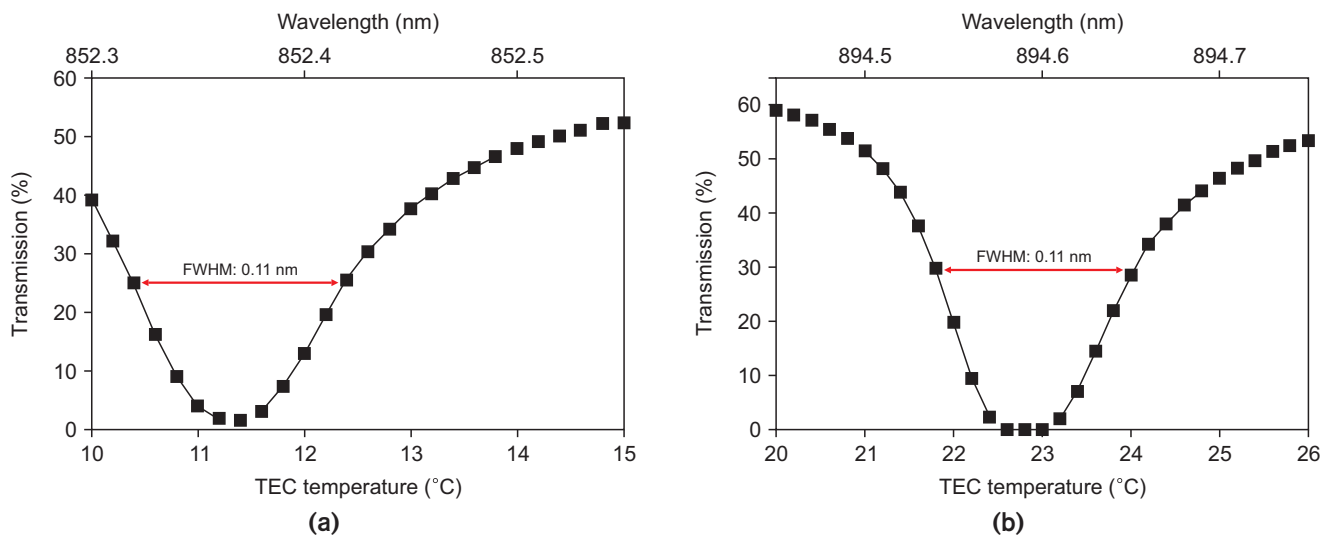 Wavelength (nm)
852.3 852.4 852.5
60
50
40
30
20
10
0
Transmission (%)
FWHM: 0.11 nm
10 11 12 13 14 15
TEC temperature (˚C)
(a)
Wavelength (nm)
894.5 894.6 894.7
60
50
40
30
20
10
0
Transmission (%)
FWHM: 0.11 nm
20 21 22 23 24 25 26
TEC temperature (˚C)
(b)